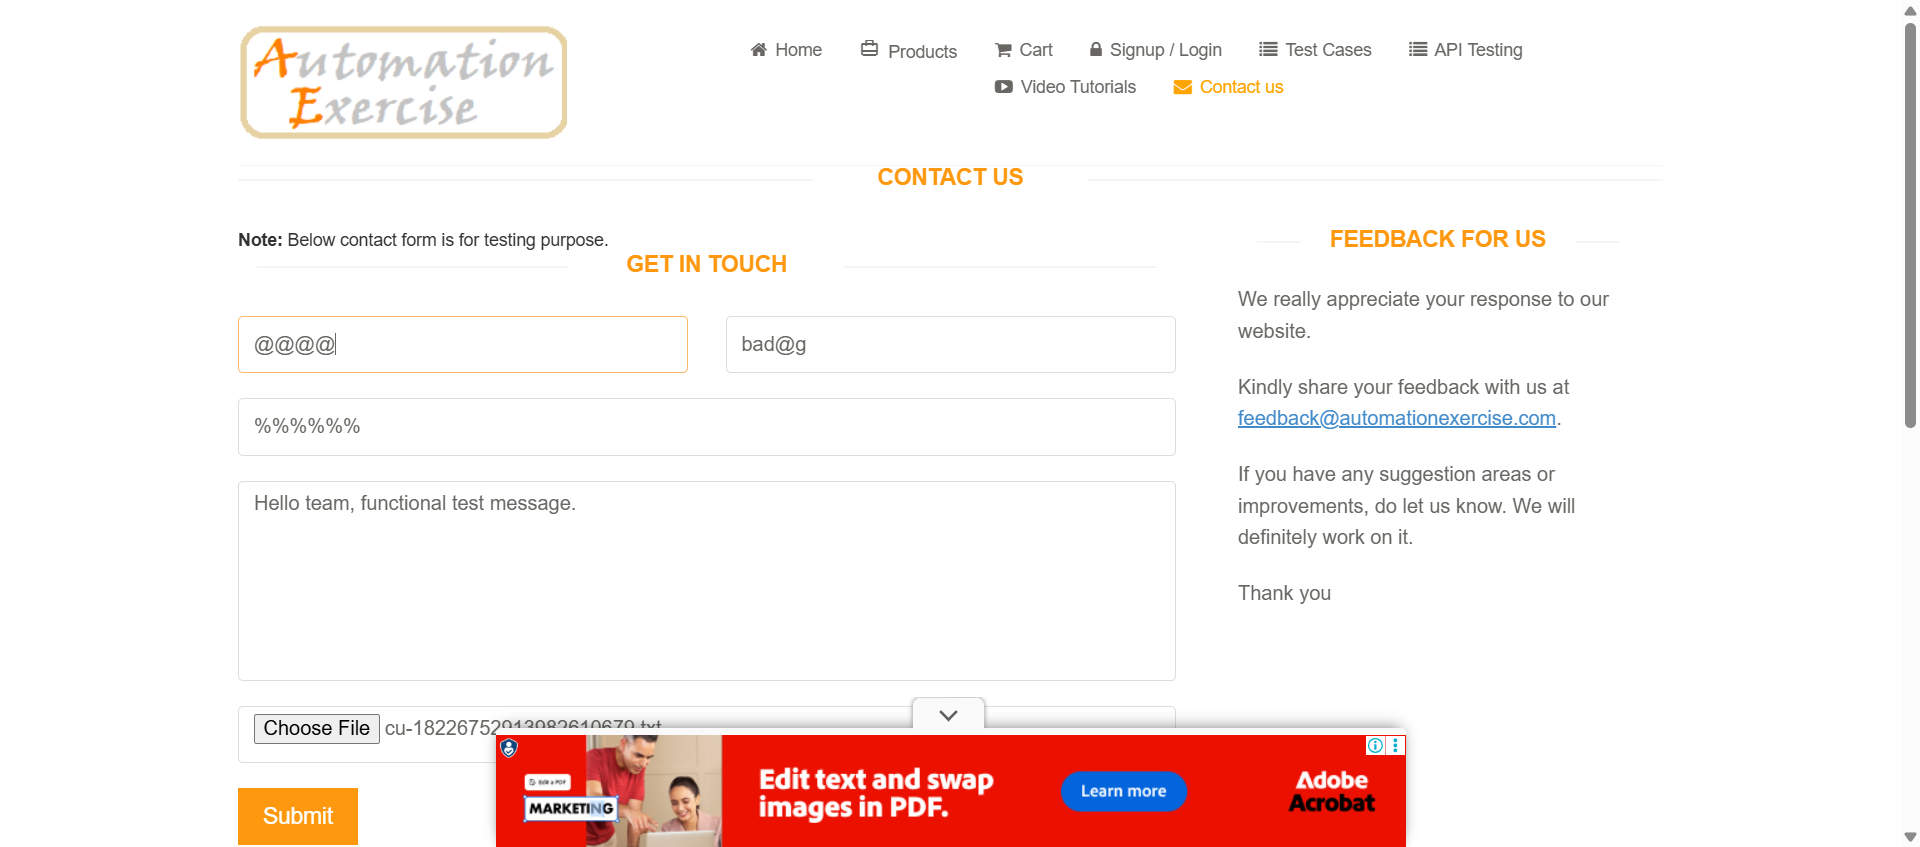 Automation
Exercise
Home
Products
Cart
Signup / Login
Test Cases
API Testing
Video Tutorials
Contact us
CONTACT US
Note: Below contact form is for testing purpose.
GET IN TOUCH
@@@@
bad@g
%%%%%%
Hello team, functional test message.
Choose File
Submit
FEEDBACK FOR US
We really appreciate your response to our
website.
Kindly share your feedback with us at
feedback@automationexercise.com.
If you have any suggestion areas or
improvements, do let us know. We will
definitely work on it.
Thank you
Edit a PDF
MARKETING
Edit text and swap
images in PDF.
Learn more
Adobe
Acrobat